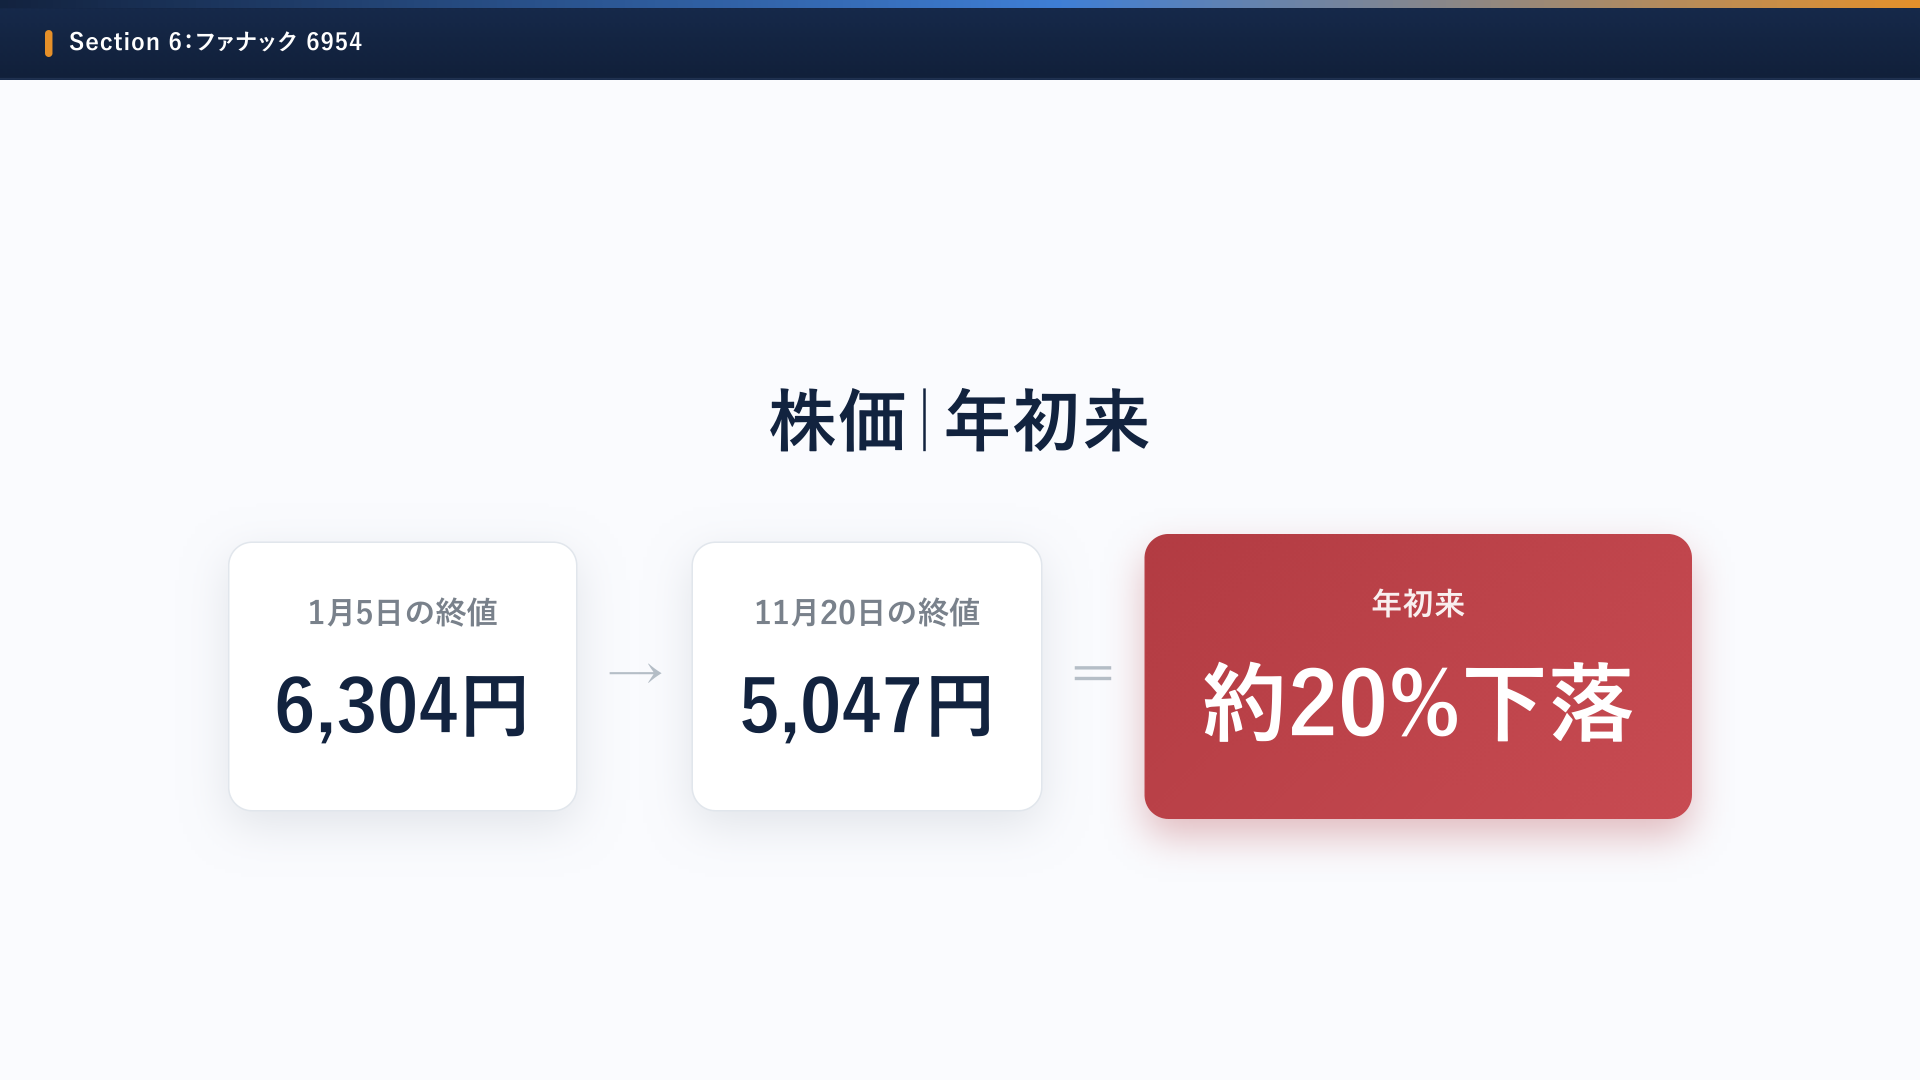 Section 6：ファナック 6954
株価｜年初来
1月5日の終値
6,304円
→
11月20日の終値
5,047円
＝
年初来
約20%下落